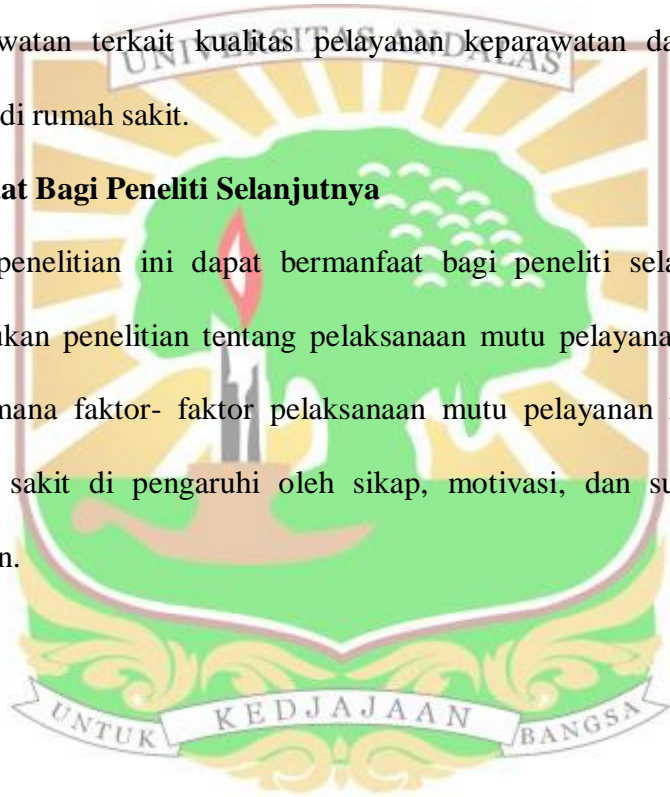 watan terkait kualitas pelayanan keparawatan da
UNIVERSITAS ANDALAS
di rumah sakit.
at Bagi Peneliti Selanjutnya
penelitian ini dapat bermanfaat bagi peneliti sela
ukan penelitian tentang pelaksanaan mutu pelayana
mana faktor- faktor pelaksanaan mutu pelayanan
sakit di pengaruhi oleh sikap, motivasi, dan su
n.
UNTUK KEDJAJAAN BANGSA